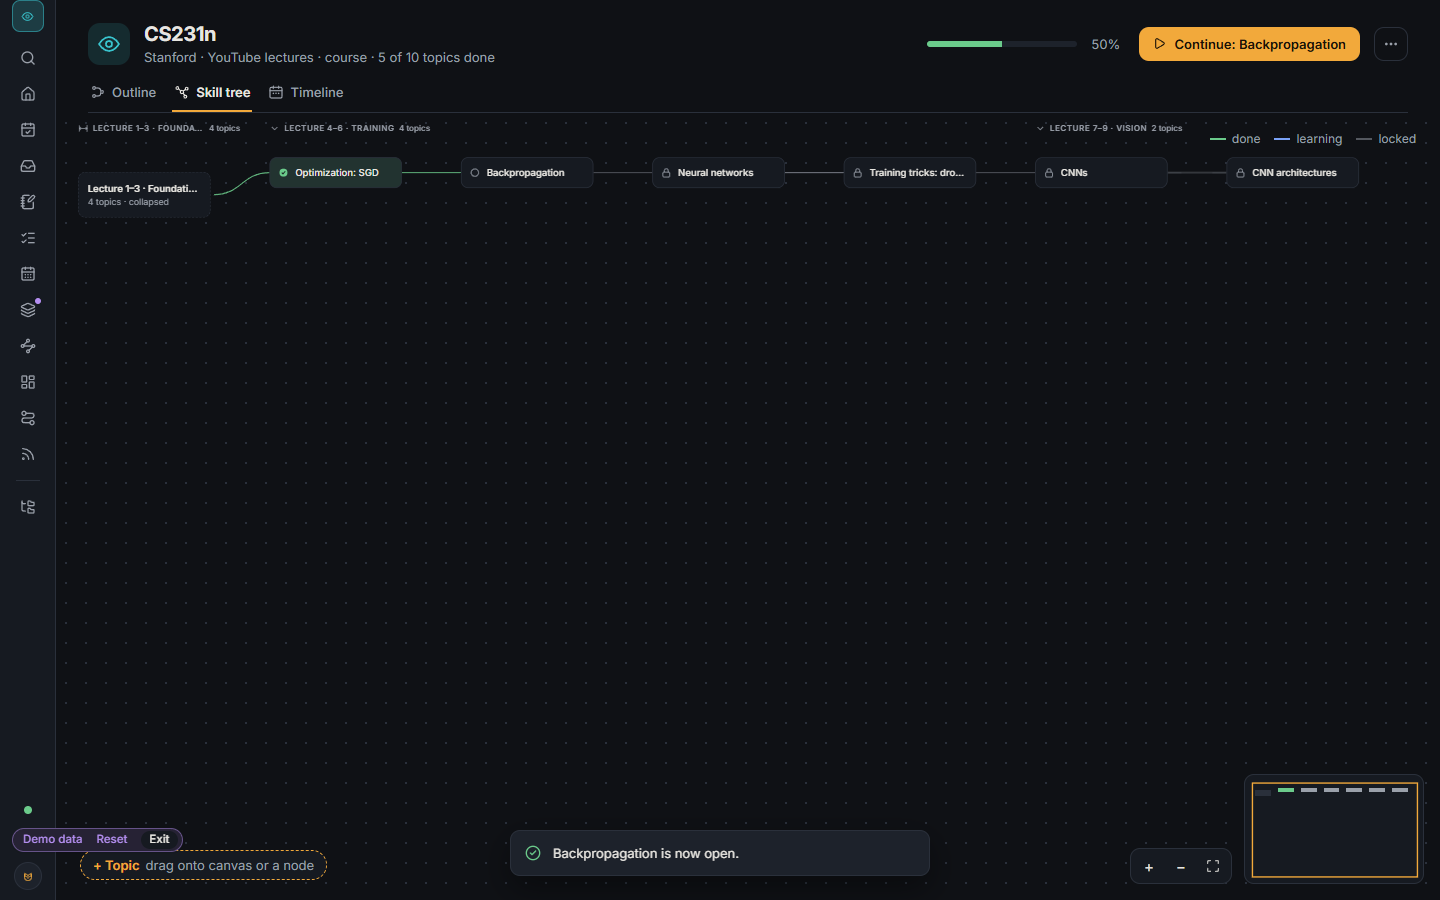 CS231n
Stanford · YouTube lectures · course · 5 of 10 topics done
50%
Continue: Backpropagation
Outline
Skill tree
Timeline
LECTURE 1–3 · FOUNDA... 4 topics
LECTURE 4–6 · TRAINING 4 topics
LECTURE 7–9 · VISION 2 topics
done
learning
locked
Lecture 1–3 · Foundati...
4 topics · collapsed
Optimization: SGD
Backpropagation
Neural networks
Training tricks: dro...
CNNs
CNN architectures
Demo data
Reset
Exit
+ Topic drag onto canvas or a node
Backpropagation is now open.
+
−